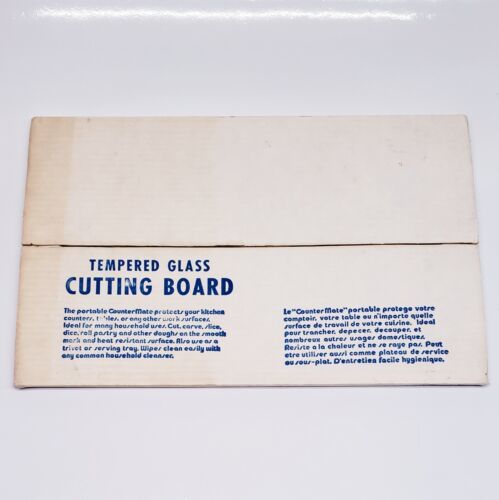 TEMPERED GLASS
CUTTING BOARD
The portable CounterMate protects your kitchen
counters, tables, or any other work surfaces.
Ideal for many household uses. Cut, carve, slice,
dice, roll pastry and other doughs on the smooth
mark and heat resistant surface. Also use as a
trivet or serving tray. Wipes clean easily with
any common household cleanser.
Le "CounterMate" portable protege votre
comptoir, votre table ou n'importe quelle
surface de travail de votre cuisine. Ideal
pour trancher, depecer, decouper, et
nombreux autres usages domestiques.
Resiste a la chaleur et ne se raye pas. Peut
etre utiliser aussi comme plateau de service
ou sous-plat. D'entretien facile hygienique.